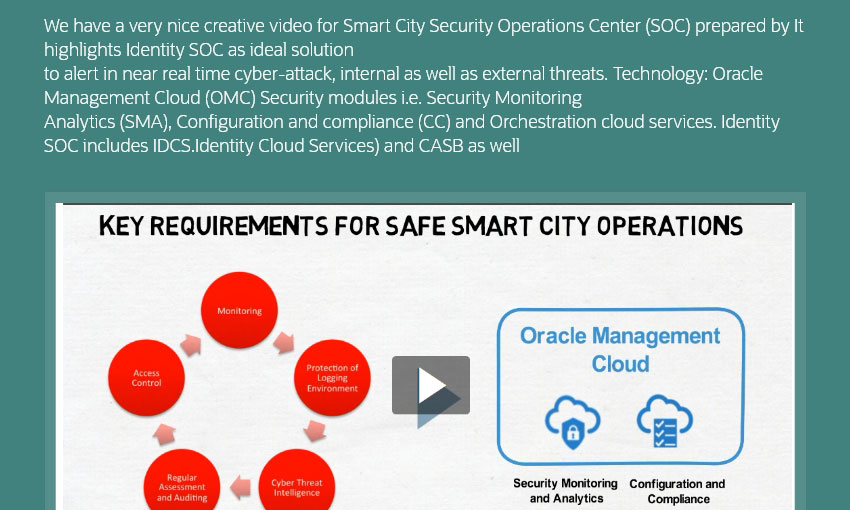 We have a very nice creative video for Smart City Security Operations Center (SOC) prepared by It
highlights Identity SOC as ideal solution
to alert in near real time cyber-attack, internal as well as external threats. Technology: Oracle
Management Cloud (OMC) Security modules i.e. Security Monitoring
Analytics (SMA), Configuration and compliance (CC) and Orchestration cloud services. Identity
SOC includes IDCS.Identity Cloud Services) and CASB as well
KEY REQUIREMENTS FOR SAFE SMART CITY OPERATIONS
Monitoring
Protection of
Logging
Environment
Cyber Threat
Intelligence
Regular
Assessment
and Auditing
Access
Control
Oracle Management
Cloud
Security Monitoring
and Analytics
Configuration and
Compliance